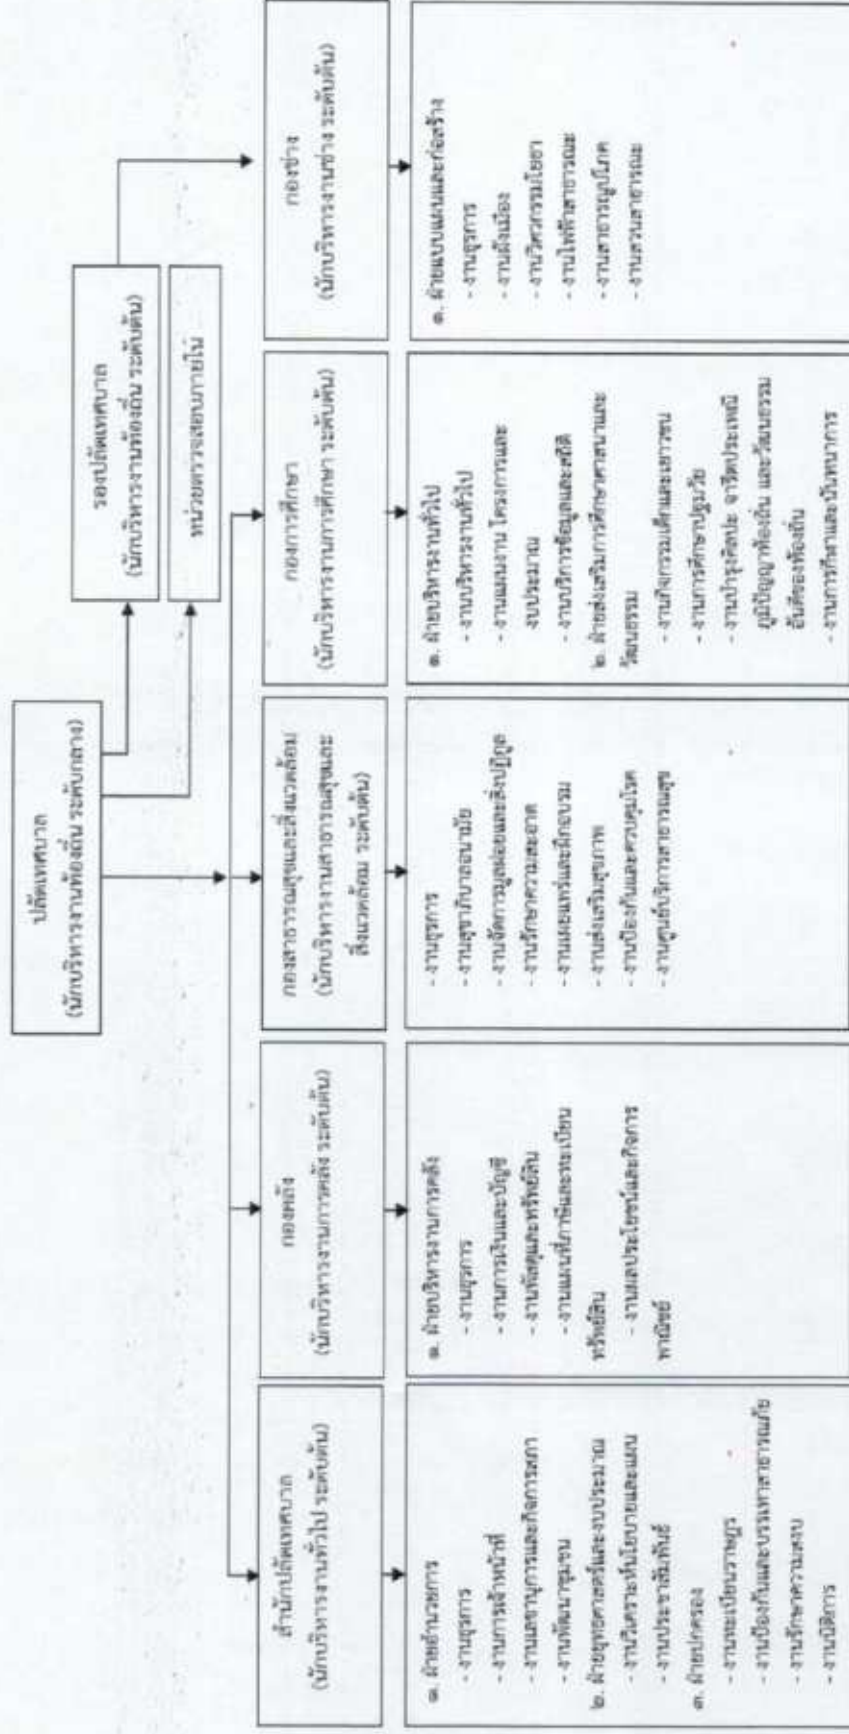 ปลัดเทศบาล
(นักบริหารงานท้องถิ่น ระดับกลาง)
รองปลัดเทศบาล
(นักบริหารงานท้องถิ่น ระดับต้น)
หน่วยตรวจสอบภายใน
สำนักปลัดเทศบาล
(นักบริหารงานทั่วไป ระดับต้น)
๑. ฝ่ายอำนวยการ
- งานธุรการ
- งานการเจ้าหน้าที่
- งานเลขานุการและกิจการสภา
- งานพัฒนาชุมชน
๒. ฝ่ายยุทธศาสตร์และงบประมาณ
- งานวิเคราะห์นโยบายและแผน
- งานประชาสัมพันธ์
๓. ฝ่ายปกครอง
- งานทะเบียนราษฎร
- งานป้องกันและบรรเทาสาธารณภัย
- งานรักษาความสงบ
- งานนิติการ
กองคลัง
(นักบริหารงานการคลัง ระดับต้น)
๑. ฝ่ายบริหารงานการคลัง
- งานธุรการ
- งานการเงินและบัญชี
- งานพัสดุและทรัพย์สิน
- งานแผนที่ภาษีและทะเบียน
ทรัพย์สิน
- งานผลประโยชน์และกิจการ
พาณิชย์
กองสาธารณสุขและสิ่งแวดล้อม
(นักบริหารงานสาธารณสุขและ
สิ่งแวดล้อม ระดับต้น)
- งานธุรการ
- งานสุขาภิบาลอนามัย
- งานจัดการมูลฝอยและสิ่งปฏิกูล
- งานรักษาความสะอาด
- งานเผยแพร่และฝึกอบรม
- งานส่งเสริมสุขภาพ
- งานป้องกันและควบคุมโรค
- งานศูนย์บริการสาธารณสุข
กองการศึกษา
(นักบริหารงานการศึกษา ระดับต้น)
๑. ฝ่ายบริหารงานทั่วไป
- งานบริหารงานทั่วไป
- งานแผนงาน โครงการและ
งบประมาณ
- งานบริการข้อมูลและสถิติ
๒. ฝ่ายส่งเสริมการศึกษาศาสนาและ
วัฒนธรรม
- งานกิจกรรมเด็กและเยาวชน
- งานการศึกษาปฐมวัย
- งานบำรุงศิลปะ จารีตประเพณี
ภูมิปัญญาท้องถิ่น และวัฒนธรรม
อันดีของท้องถิ่น
- งานการกีฬาและนันทนาการ
กองช่าง
(นักบริหารงานช่าง ระดับต้น)
๑. ฝ่ายแบบแผนและก่อสร้าง
- งานธุรการ
- งานผังเมือง
- งานวิศวกรรมโยธา
- งานไฟฟ้าสาธารณะ
- งานสาธารณูปโภค
- งานสวนสาธารณะ